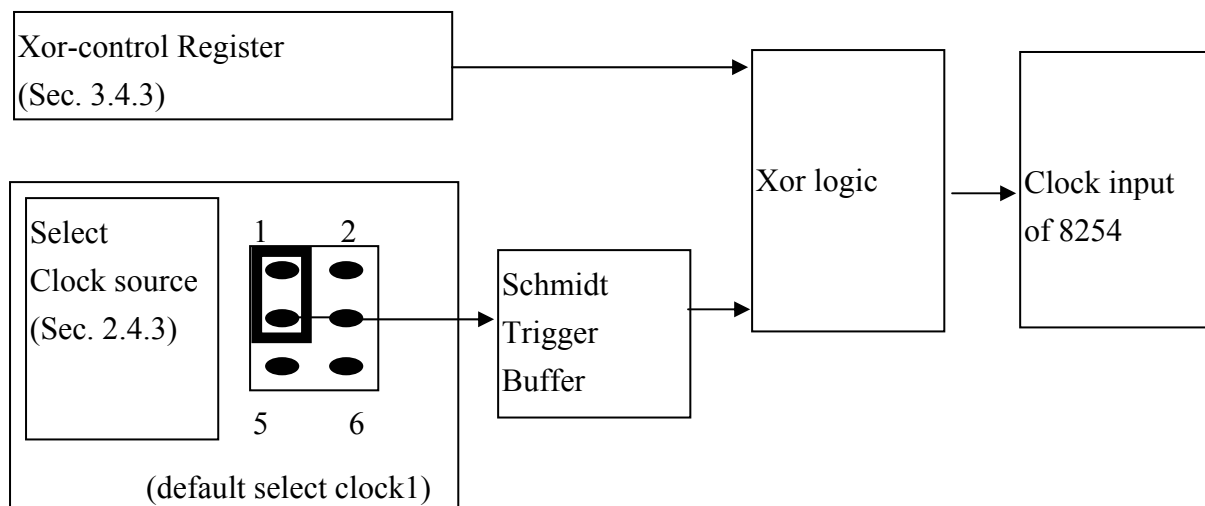 Xor-control Register
(Sec. 3.4.3)
Xor logic
Clock input
of 8254
Select
Clock source
(Sec. 2.4.3)
1 2
5 6
Schmidt
Trigger
Buffer
(default select clock1)